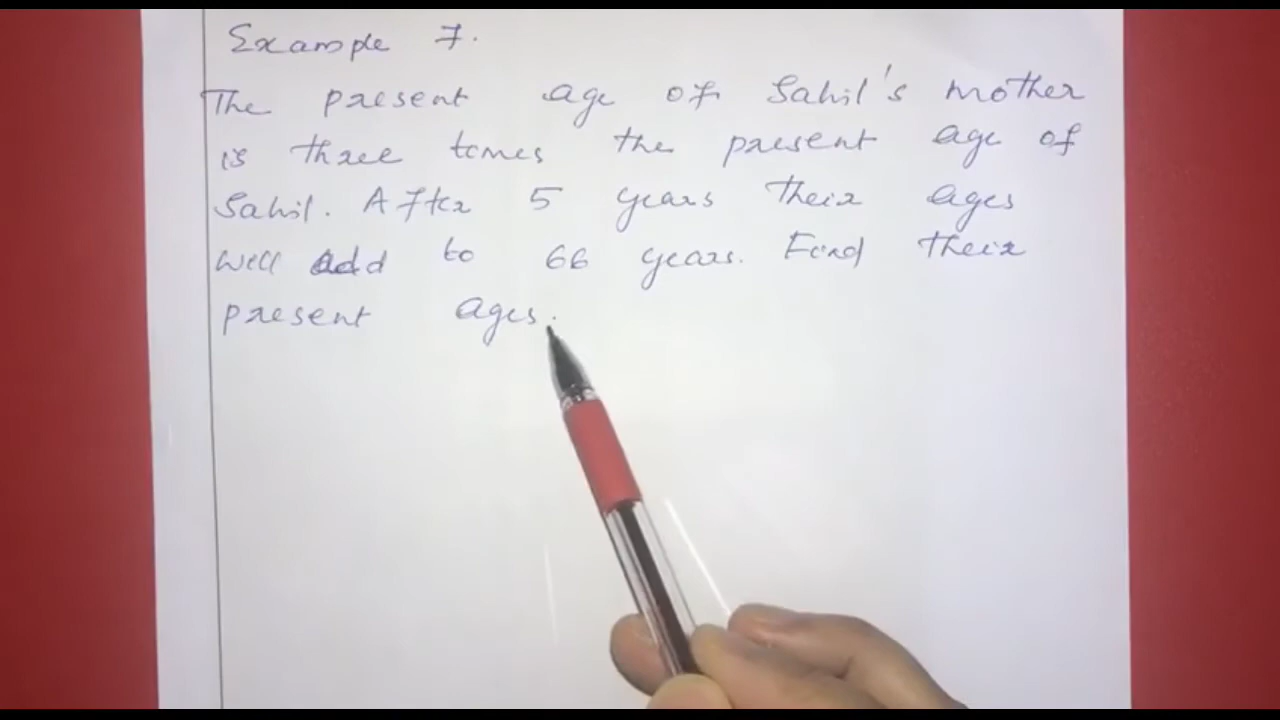 Example 7.
The present age of Sahil's mother
is three times the present age of
Sahil. After 5 years their ages
will add to 66 years. Find their
present ages.